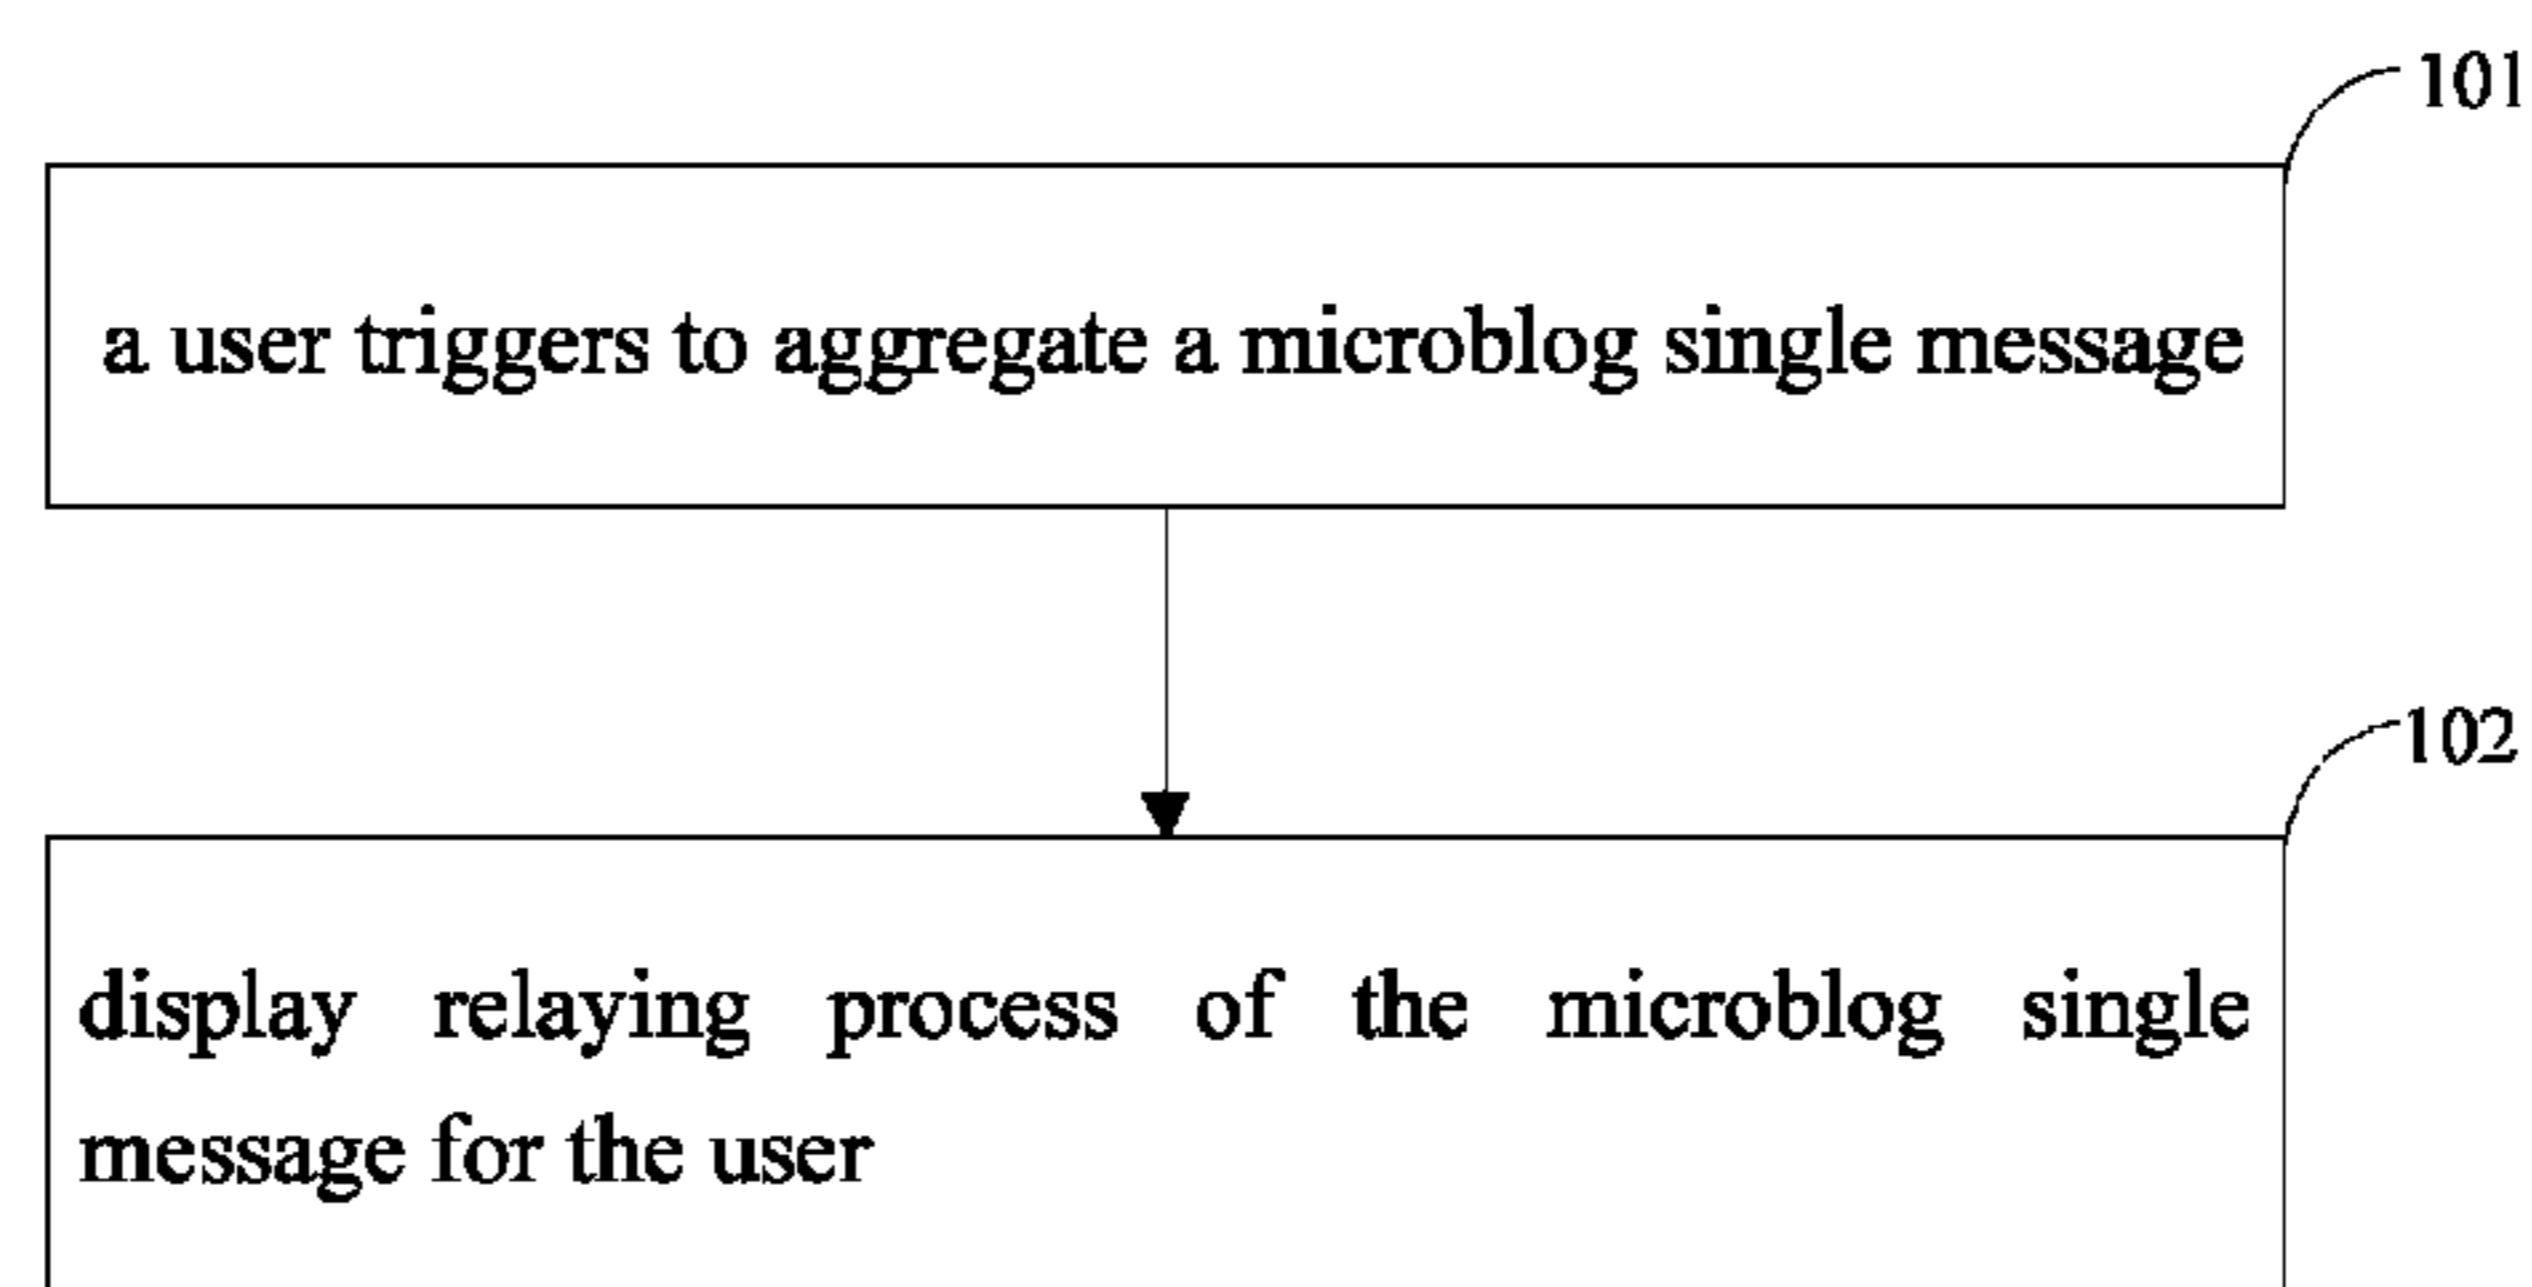 101
a user triggers to aggregate a microblog single message
102
display relaying process of the microblog single
message for the user